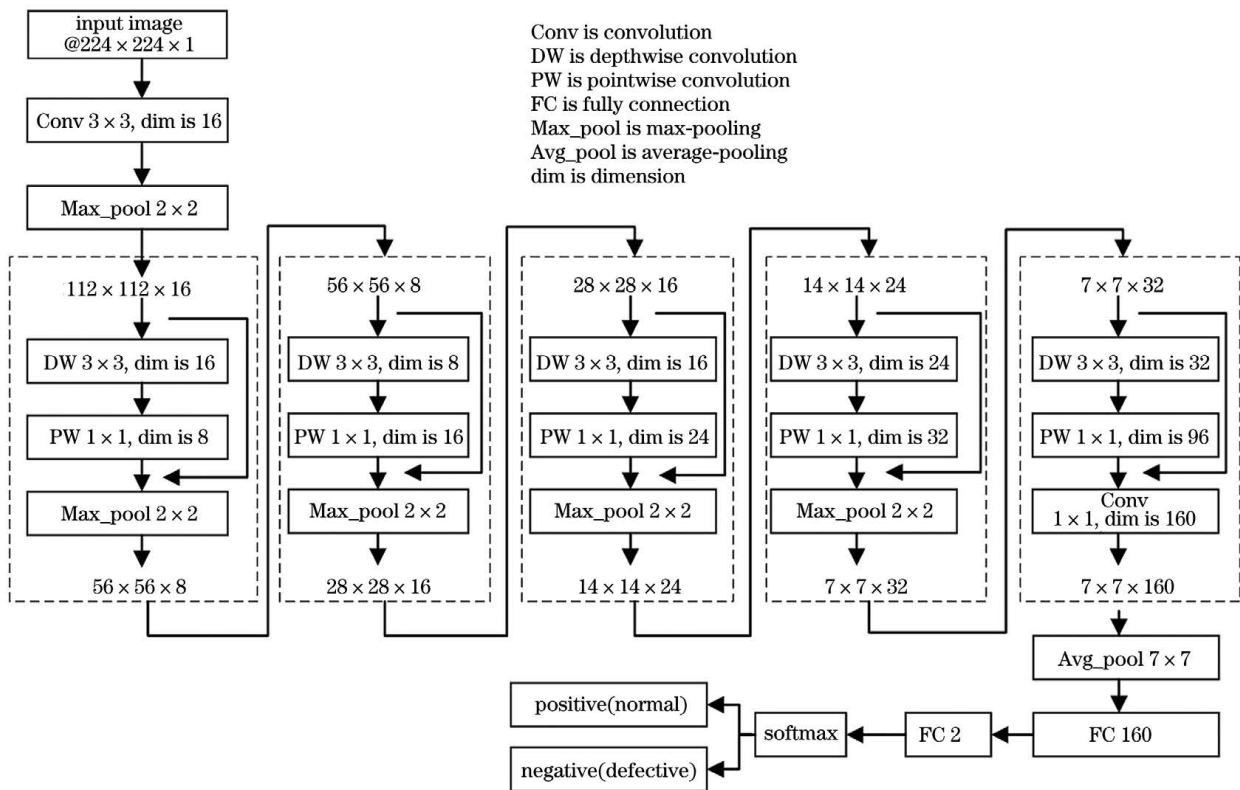 input image
@224 × 224 × 1
Conv 3 × 3, dim is 16
Max_pool 2 × 2
Conv is convolution
DW is depthwise convolution
PW is pointwise convolution
FC is fully connection
Max_pool is max-pooling
Avg_pool is average-pooling
dim is dimension
112 × 112 × 16
DW 3 × 3, dim is 16
PW 1 × 1, dim is 8
Max_pool 2 × 2
56 × 56 × 8
56 × 56 × 8
DW 3 × 3, dim is 8
PW 1 × 1, dim is 16
Max_pool 2 × 2
28 × 28 × 16
28 × 28 × 16
DW 3 × 3, dim is 16
PW 1 × 1, dim is 24
Max_pool 2 × 2
14 × 14 × 24
14 × 14 × 24
DW 3 × 3, dim is 24
PW 1 × 1, dim is 32
Max_pool 2 × 2
7 × 7 × 32
7 × 7 × 32
DW 3 × 3, dim is 32
PW 1 × 1, dim is 96
Conv
1 × 1, dim is 160
7 × 7 × 160
Avg_pool 7 × 7
FC 160
FC 2
softmax
positive(normal)
negative(defective)